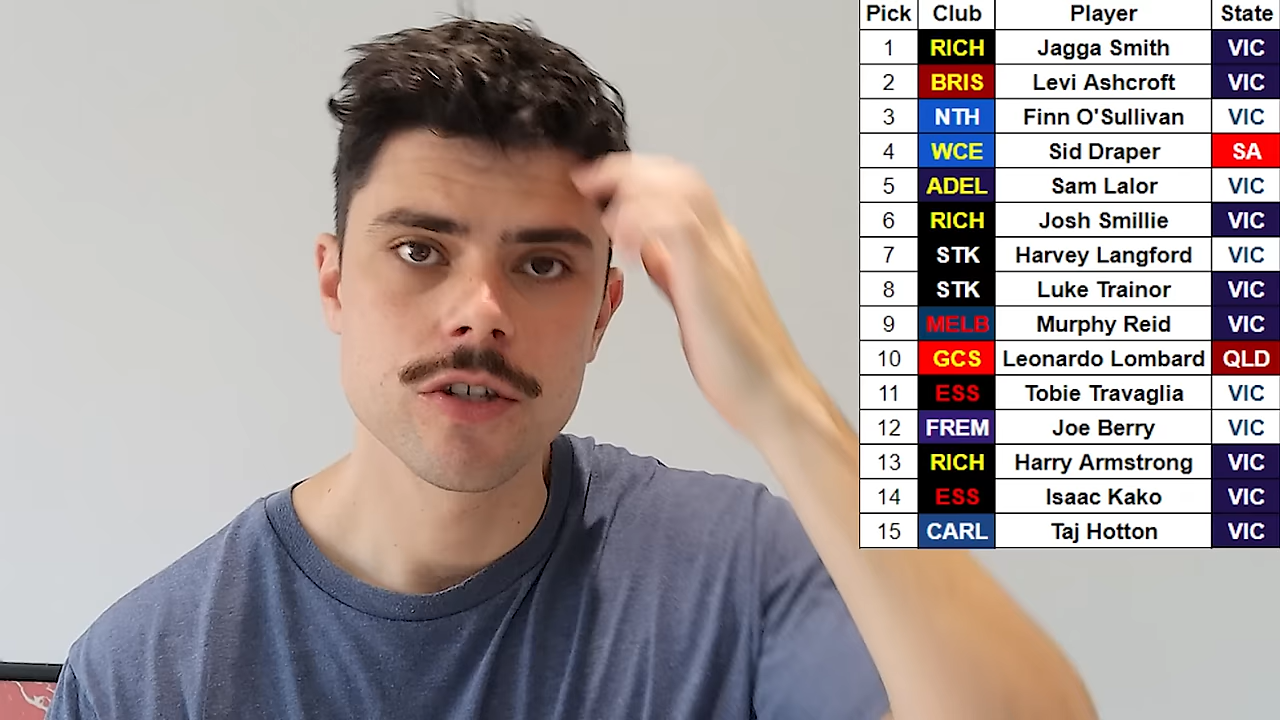 Pick Club Player State
1 RICH Jagga Smith VIC
2 BRIS Levi Ashcroft VIC
3 NTH Finn O'Sullivan VIC
4 WCE Sid Draper SA
5 ADEL Sam Lalor VIC
6 RICH Josh Smillie VIC
7 STK Harvey Langford VIC
8 STK Luke Trainor VIC
9 MELB Murphy Reid VIC
10 GCS Leonardo Lombard QLD
11 ESS Tobie Travaglia VIC
12 FREM Joe Berry VIC
13 RICH Harry Armstrong VIC
14 ESS Isaac Kako VIC
15 CARL Taj Hotton VIC